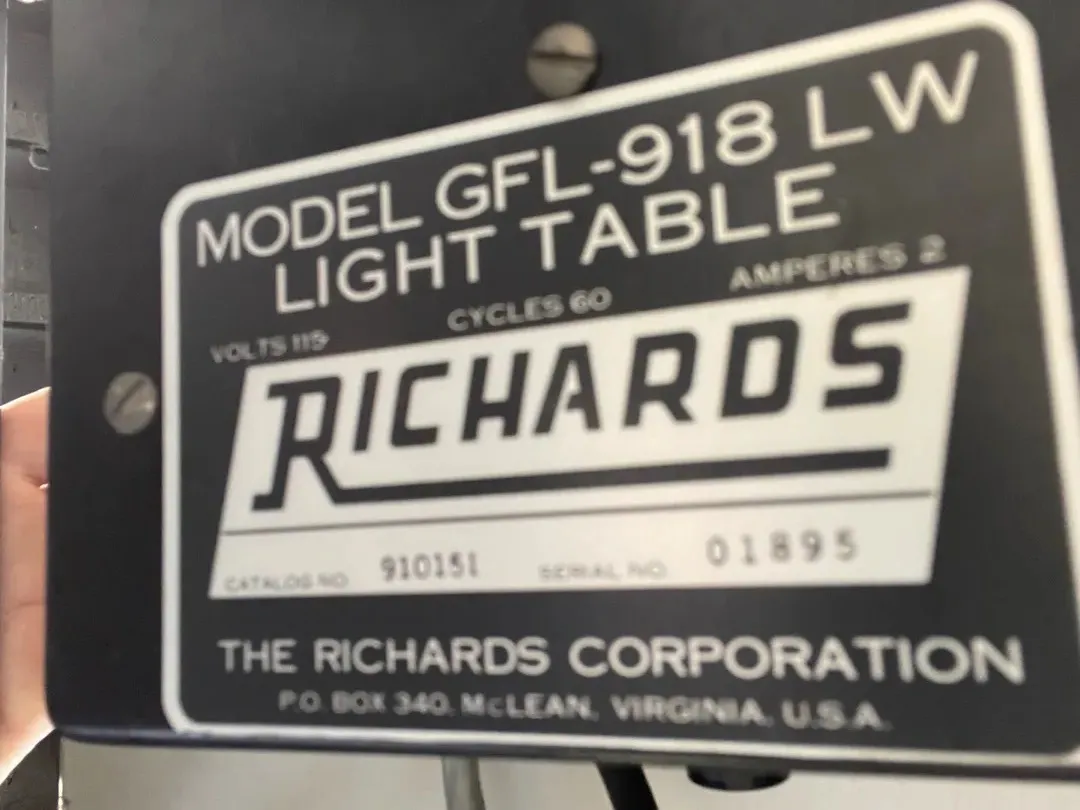 MODEL GFL-918 LW
LIGHT TABLE
VOLTS 115 CYCLES 60 AMPERES 2
RICHARDS
CATALOG NO 910151 SERIAL NO 01895
THE RICHARDS CORPORATION
P.O. BOX 340, McLEAN, VIRGINIA, U.S.A.